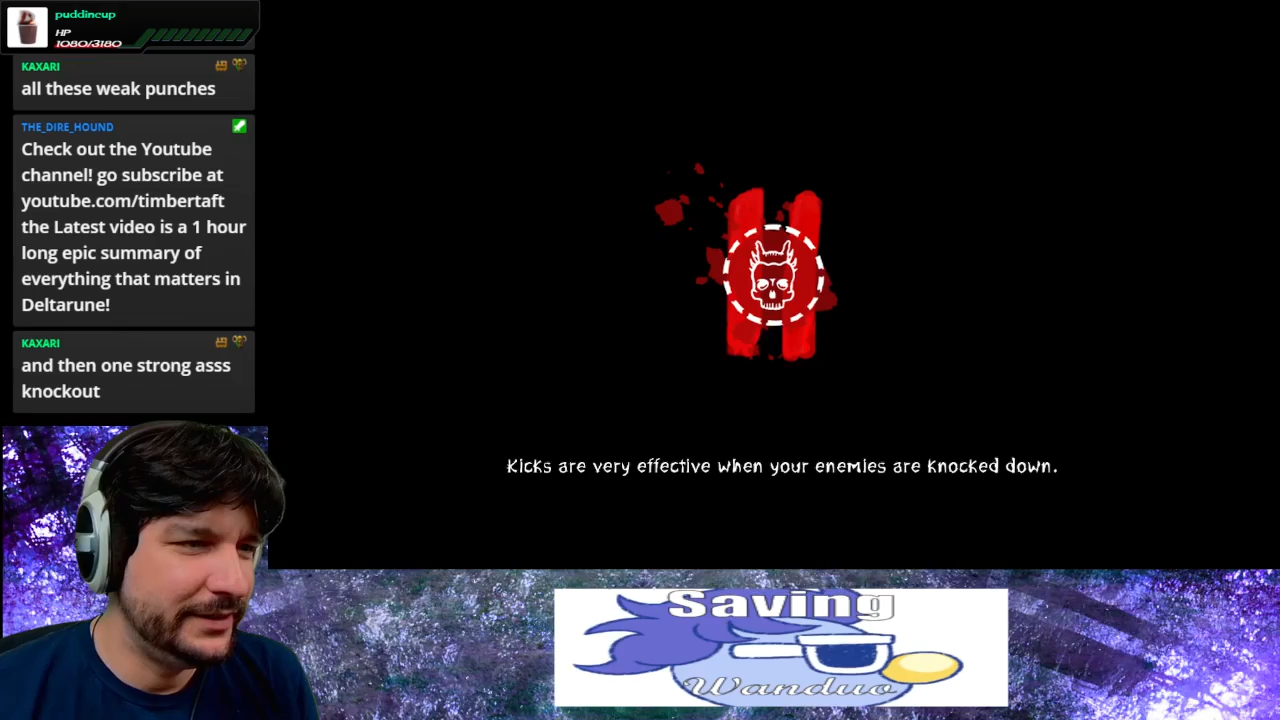 puddincup
HP
1080/3180
KAXARI
all these weak punches
THE_DIRE_HOUND
Check out the Youtube
channel! go subscribe at
youtube.com/timbertaft
the Latest video is a 1 hour
long epic summary of
everything that matters in
Deltarune!
KAXARI
and then one strong asss
knockout
Kicks are very effective when your enemies are knocked down.
Saving
Wanduo